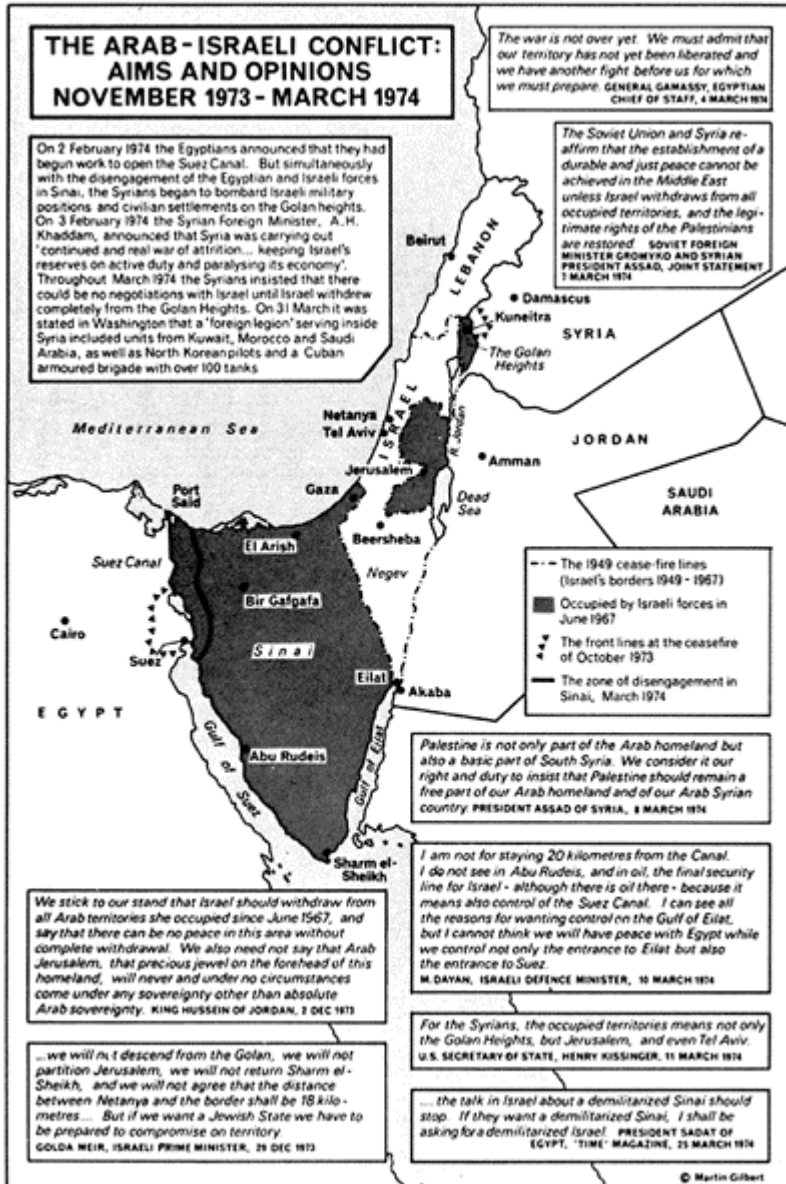 THE ARAB-ISRAELI CONFLICT:
AIMS AND OPINIONS
NOVEMBER 1973 - MARCH 1974
The war is not over yet. We must admit that
our territory has not yet been liberated and
we have another fight before us for which
we must prepare. GENERAL GAMASSY, EGYPTIAN
CHIEF OF STAFF, 4 MARCH 1974
On 2 February 1974 the Egyptians announced that they had
begun work to open the Suez Canal. But simultaneously
with the disengagement of the Egyptian and Israeli forces
in Sinai, the Syrians began to bombard Israeli military
positions and civilian settlements on the Golan heights.
On 3 February 1974 the Syrian Foreign Minister, A.H.
Khaddam, announced that Syria was carrying out
'continued and real war of attrition... keeping Israel's
reserves on active duty and paralysing its economy'.
Throughout March 1974 the Syrians insisted that there
could be no negotiations with Israel until Israel withdrew
completely from the Golan Heights. On 31 March it was
stated in Washington that a 'foreign legion' serving inside
Syria included units from Kuwait, Morocco and Saudi
Arabia, as well as North Korean pilots and a Cuban
armoured brigade with over 100 tanks
The Soviet Union and Syria re-
affirm that the establishment of a
durable and just peace cannot be
achieved in the Middle East
unless Israel withdraws from all
occupied territories, and the legi-
timate rights of the Palestinians
are restored. SOVIET FOREIGN
MINISTER GROMYKO AND SYRIAN
PRESIDENT ASSAD, JOINT STATEMENT
7 MARCH 1974
Beirut
LEBANON
Damascus
Kuneitra
SYRIA
The Golan
Heights
Mediterranean Sea
Netanya
Tel Aviv
ISRAEL
R. Jordan
JORDAN
Jerusalem
Amman
Port
Said
Gaza
Dead
Sea
SAUDI
ARABIA
Beersheba
El Arish
Suez Canal
Negev
Bir Gafgafa
Cairo
Suez
Sinai
Eilat
Akaba
EGYPT
Gulf of Suez
Abu Rudeis
Gulf of Eilat
Sharm el-
Sheikh
The 1949 cease-fire lines
(Israel's borders 1949 - 1967)
Occupied by Israeli forces in
June 1967
The front lines at the ceasefire
of October 1973
The zone of disengagement in
Sinai, March 1974
Palestine is not only part of the Arab homeland but
also a basic part of South Syria. We consider it our
right and duty to insist that Palestine should remain a
free part of our Arab homeland and of our Arab Syrian
country. PRESIDENT ASSAD OF SYRIA, 8 MARCH 1974
I am not for staying 20 kilometres from the Canal.
I do not see in Abu Rudeis, and in oil, the final security
line for Israel - although there is oil there - because it
means also control of the Suez Canal. I can see all
the reasons for wanting control on the Gulf of Eilat,
but I cannot think we will have peace with Egypt while
we control not only the entrance to Eilat but also
the entrance to Suez.
M. DAYAN, ISRAELI DEFENCE MINISTER, 10 MARCH 1974
We stick to our stand that Israel should withdraw from
all Arab territories she occupied since June 1967, and
say that there can be no peace in this area without
complete withdrawal. We also need not say that Arab
Jerusalem, that precious jewel on the forehead of this
homeland, will never and under no circumstances
come under any sovereignty other than absolute
Arab sovereignty. KING HUSSEIN OF JORDAN, 2 DEC 1973
For the Syrians, the occupied territories means not only
the Golan Heights, but Jerusalem, and even Tel Aviv.
U.S. SECRETARY OF STATE, HENRY KISSINGER, 11 MARCH 1974
...we will not descend from the Golan, we will not
partition Jerusalem, we will not return Sharm el-
Sheikh, and we will not agree that the distance
between Netanya and the border shall be 18 kilo-
metres.... But if we want a Jewish State we have to
be prepared to compromise on territory.
GOLDA MEIR, ISRAELI PRIME MINISTER, 29 DEC 1973
.... the talk in Israel about a demilitarized Sinai should
stop. If they want a demilitarized Sinai, I shall be
asking for a demilitarized Israel. PRESIDENT SADAT OF
EGYPT, 'TIME' MAGAZINE, 25 MARCH 1974
© Martin Gilbert